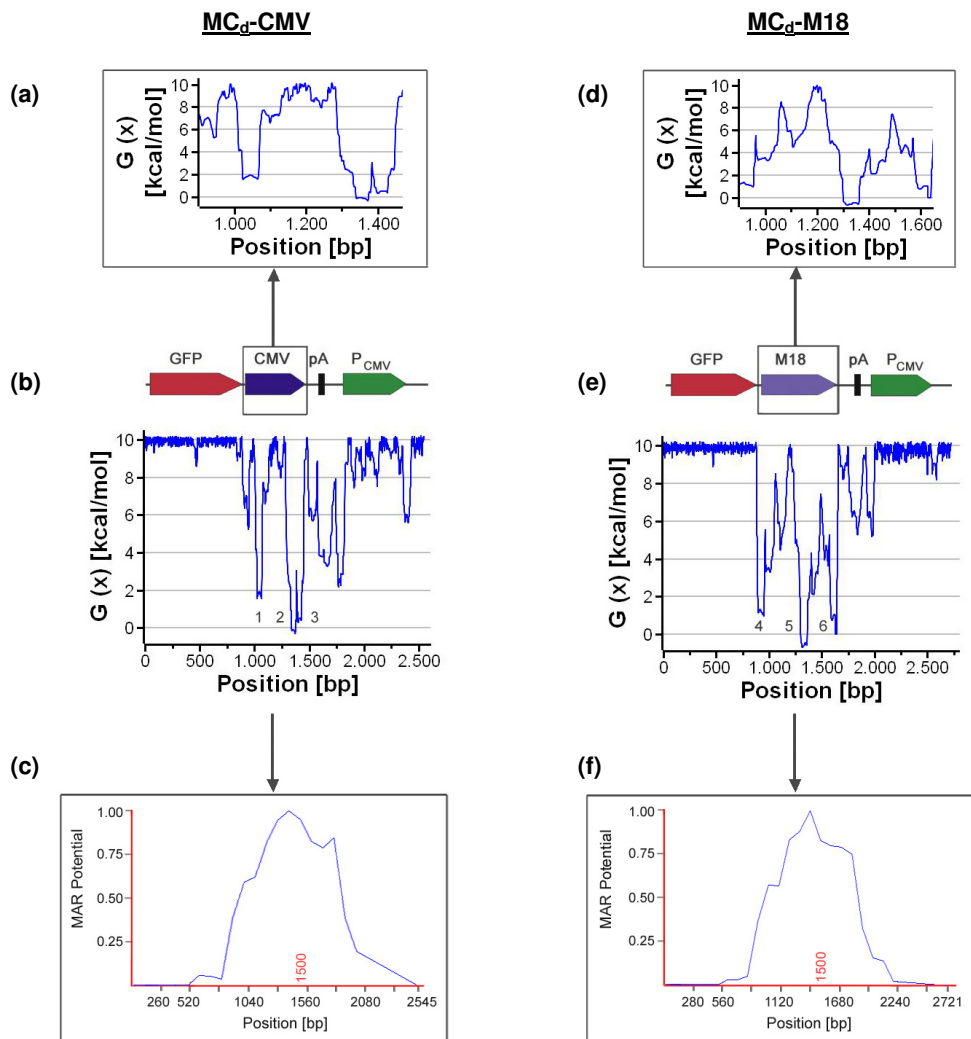 MCd-CMV
MCd-M18
(a)
G (x)
[kcal/mol]
10
8
6
4
2
0
1.000 1.200 1.400
Position [bp]
(d)
G (x)
[kcal/mol]
10
8
6
4
2
0
1.000 1.200 1.400 1.600
Position [bp]
(b)
GFP CMV pA PCMV
G (x) [kcal/mol]
10
8
6
4
2
0
1 2 3
0 500 1.000 1.500 2.000 2.500
Position [bp]
(e)
GFP M18 pA PCMV
G (x) [kcal/mol]
10
8
6
4
2
0
4 5 6
0 500 1.000 1.500 2.000 2.500
Position [bp]
(c)
MAR Potential
1.00
0.75
0.50
0.25
1500
260 520 1040 1560 2080 2545
Position [bp]
(f)
MAR Potential
1.00
0.75
0.50
0.25
1500
280 560 1120 1680 2240 2721
Position [bp]